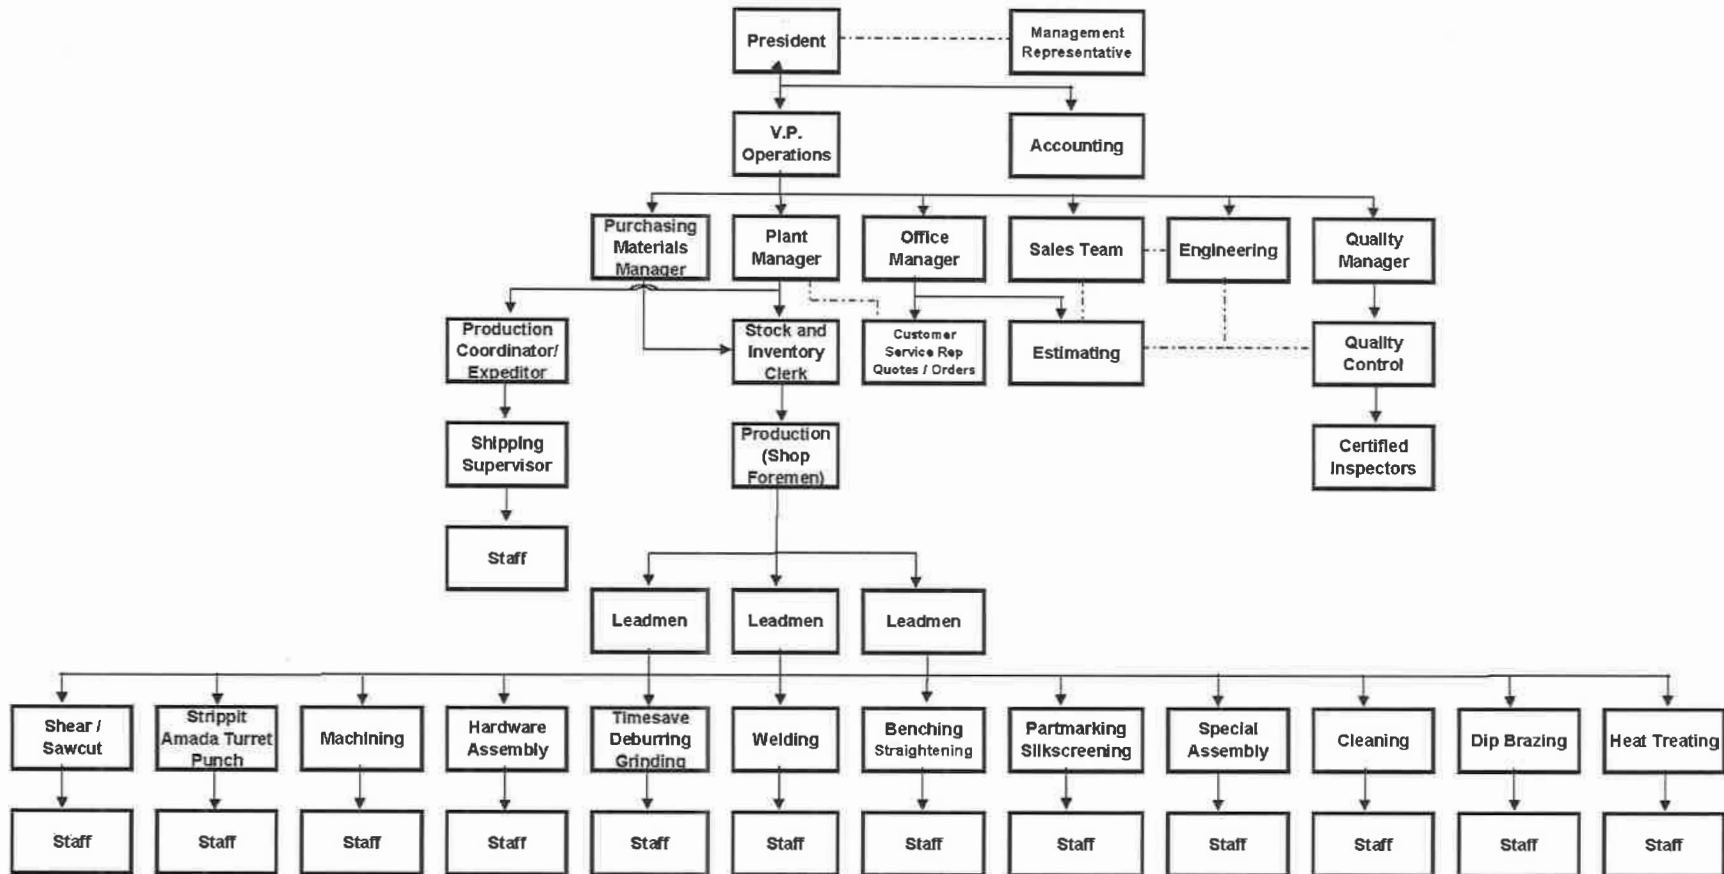 President
Management
Representative
V.P.
Operations
Accounting
Purchasing
Materials
Manager
Plant
Manager
Office
Manager
Sales Team
Engineering
Quality
Manager
Production
Coordinator/
Expeditor
Stock and
Inventory
Clerk
Customer
Service Rep
Quotes / Orders
Estimating
Quality
Control
Shipping
Supervisor
Production
(Shop
Foremen)
Certified
Inspectors
Staff
Leadmen
Leadmen
Leadmen
Shear /
Sawcut
Strippit
Amada Turret
Punch
Machining
Hardware
Assembly
Timesave
Deburring
Grinding
Welding
Benching
Straightening
Partmarking
Silkscreening
Special
Assembly
Cleaning
Dip Brazing
Heat Treating
Staff
Staff
Staff
Staff
Staff
Staff
Staff
Staff
Staff
Staff
Staff
Staff